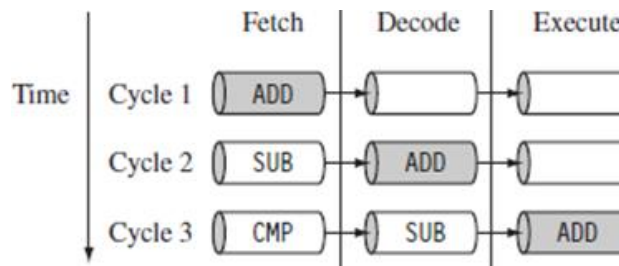 Fetch Decode Execute
Time Cycle 1 ADD
Cycle 2 SUB ADD
Cycle 3 CMP SUB ADD